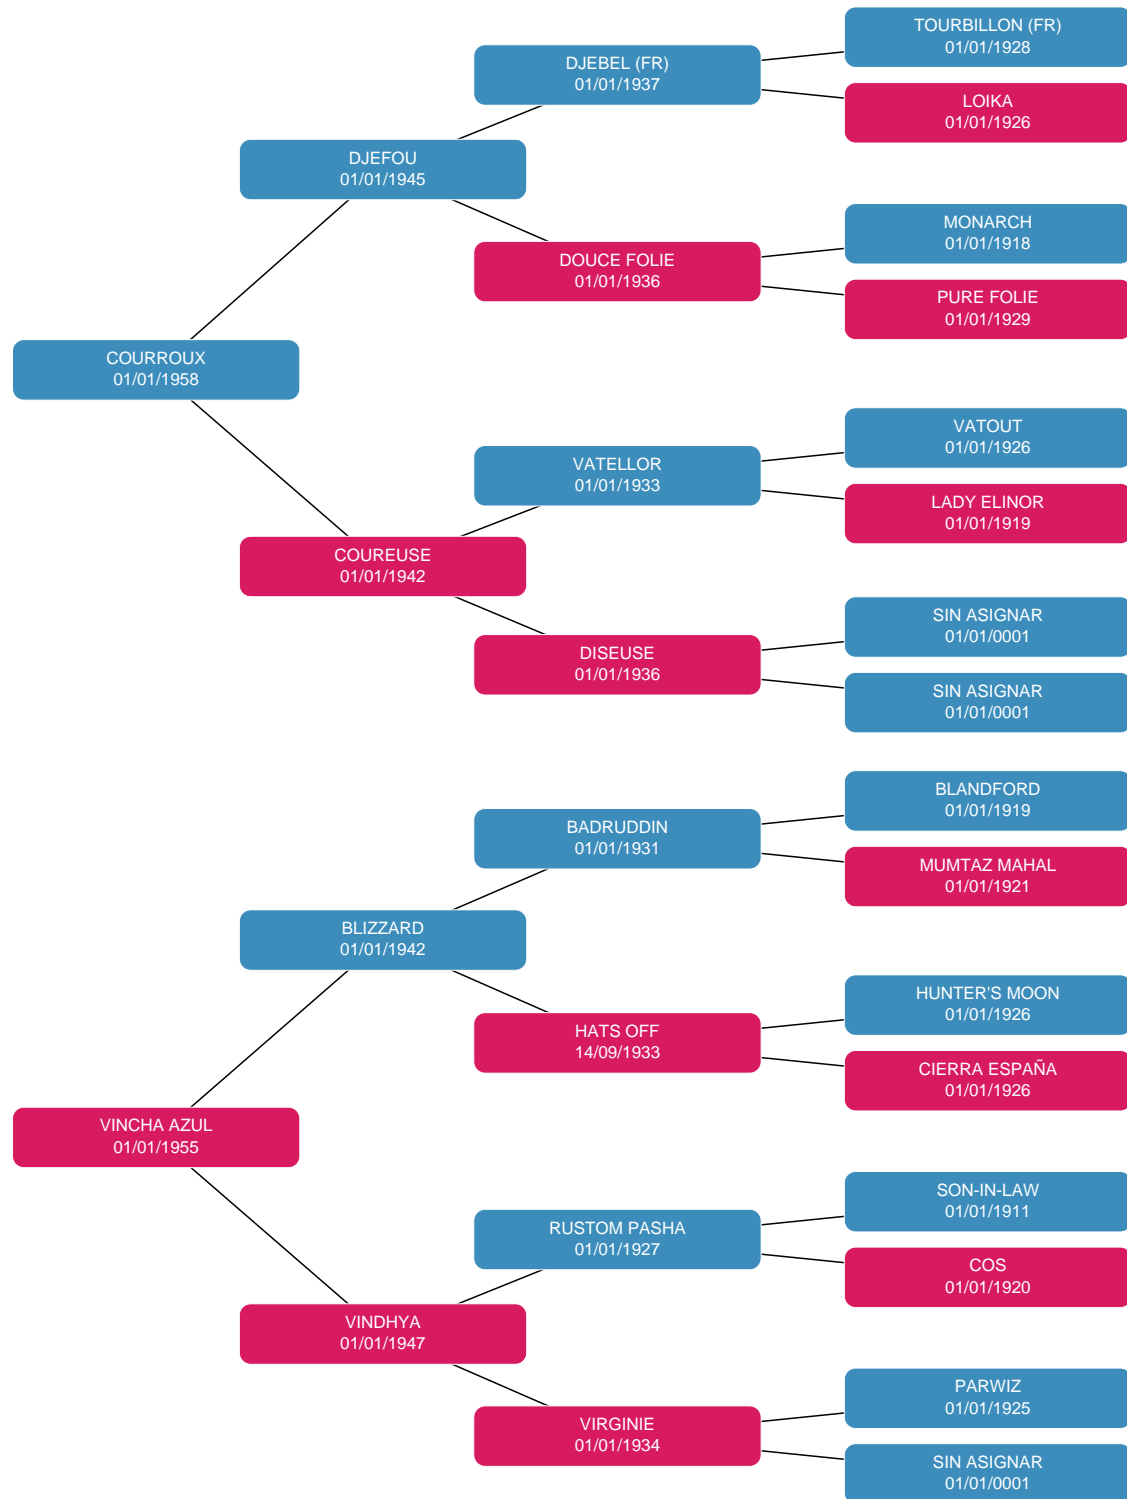 TOURBILLON (FR)
01/01/1928
DJEBEL (FR)
01/01/1937
LOIKA
01/01/1926
DJEFOU
01/01/1945
MONARCH
01/01/1918
DOUCE FOLIE
01/01/1936
PURE FOLIE
01/01/1929
COURROUX
01/01/1958
VATOUT
01/01/1926
VATELLOR
01/01/1933
LADY ELINOR
01/01/1919
COUREUSE
01/01/1942
SIN ASIGNAR
01/01/0001
DISEUSE
01/01/1936
SIN ASIGNAR
01/01/0001
BLANDFORD
01/01/1919
BADRUDDIN
01/01/1931
MUMTAZ MAHAL
01/01/1921
BLIZZARD
01/01/1942
HUNTER'S MOON
01/01/1926
HATS OFF
14/09/1933
CIERRA ESPAÑA
01/01/1926
VINCHA AZUL
01/01/1955
SON-IN-LAW
01/01/1911
RUSTOM PASHA
01/01/1927
COS
01/01/1920
VINDHYA
01/01/1947
PARWIZ
01/01/1925
VIRGINIE
01/01/1934
SIN ASIGNAR
01/01/0001